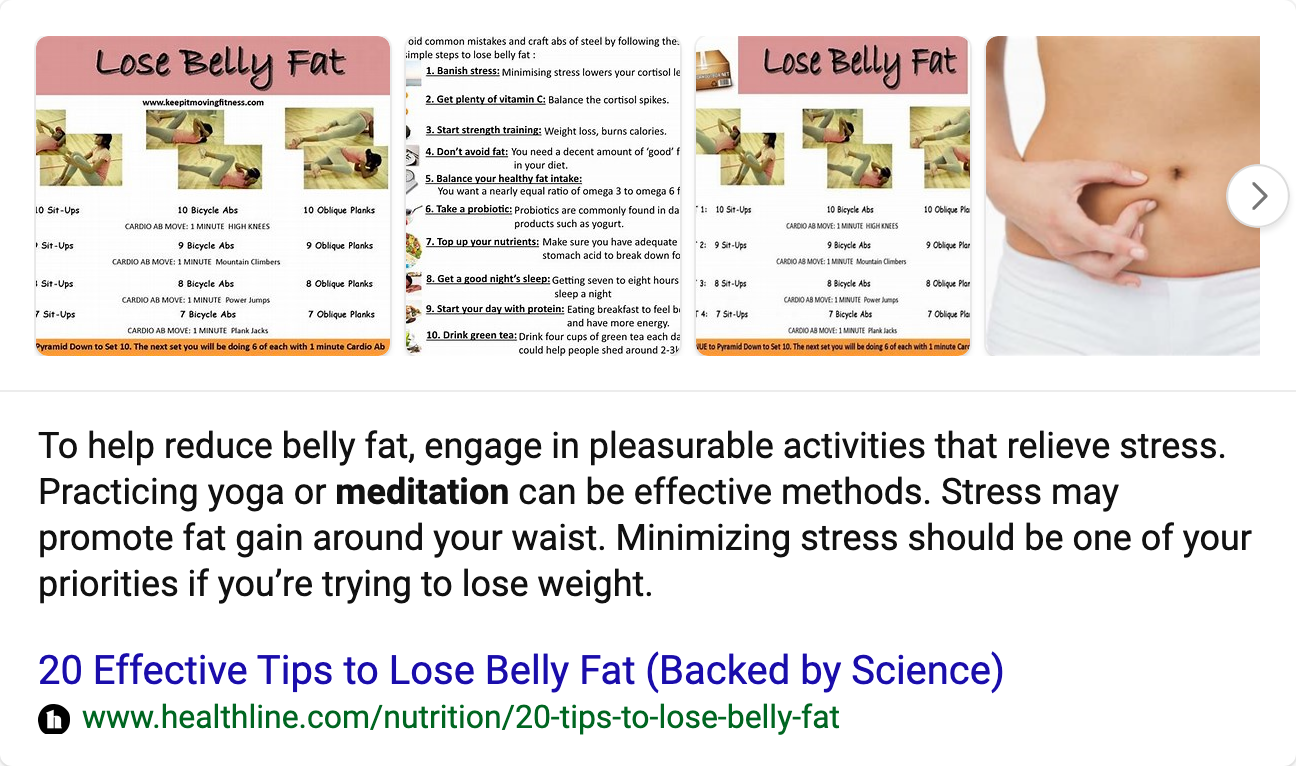 Lose Belly Fat
www.keepitmovingfitness.com
10 Sit-Ups 10 Bicycle Abs 10 Oblique Planks
CARDIO AB MOVE: 1 MINUTE HIGH KNEES
Sit-Ups 9 Bicycle Abs 9 Oblique Planks
CARDIO AB MOVE: 1 MINUTE Mountain Climbers
Sit-Ups 8 Bicycle Abs 8 Oblique Planks
CARDIO AB MOVE: 1 MINUTE Power Jumps
7 Sit-Ups 7 Bicycle Abs 7 Oblique Planks
CARDIO AB MOVE: 1 MINUTE Plank Jacks
Pyramid Down to Set 10. The next set you will be doing 6 of each with 1 minute Cardio Ab
oid common mistakes and craft abs of steel by following the
simple steps to lose belly fat :
1. Banish stress: Minimising stress lowers your cortisol le
2. Get plenty of vitamin C: Balance the cortisol spikes.
3. Start strength training: Weight loss, burns calories.
4. Don't avoid fat: You need a decent amount of 'good' f
in your diet.
5. Balance your healthy fat intake:
You want a nearly equal ratio of omega 3 to omega 6 f
6. Take a probiotic: Probiotics are commonly found in da
products such as yogurt.
7. Top up your nutrients: Make sure you have adequate
stomach acid to break down fo
8. Get a good night's sleep: Getting seven to eight hours
sleep a night
9. Start your day with protein: Eating breakfast to feel b
and have more energy.
10. Drink green tea: Drink four cups of green tea each da
could help people shed around 2-3k
Lose Belly Fat
1: 10 Sit-Ups 10 Bicycle Abs 10 Oblique Pla
CARDIO AB MOVE: 1 MINUTE HIGH KNEES
2: 9 Sit-Ups 9 Bicycle Abs 9 Oblique Plan
CARDIO AB MOVE: 1 MINUTE Mountain Climbers
3: 8 Sit-Ups 8 Bicycle Abs 8 Oblique Plan
CARDIO AB MOVE: 1 MINUTE Power Jumps
T 4: 7 Sit-Ups 7 Bicycle Abs 7 Oblique Pla
CARDIO AB MOVE: 1 MINUTE Plank Jacks
UE to Pyramid Down to Set 10. The next set you will be doing 6 of each with 1 minute Car
To help reduce belly fat, engage in pleasurable activities that relieve stress.
Practicing yoga or meditation can be effective methods. Stress may
promote fat gain around your waist. Minimizing stress should be one of your
priorities if you're trying to lose weight.
20 Effective Tips to Lose Belly Fat (Backed by Science)
www.healthline.com/nutrition/20-tips-to-lose-belly-fat